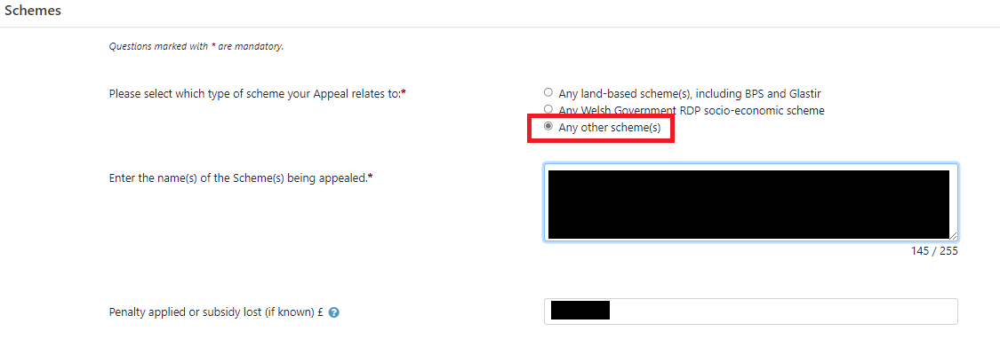 Schemes
Questions marked with * are mandatory.
Please select which type of scheme your Appeal relates to:*
Any land-based scheme(s), including BPS and Glastir
Any Welsh Government RDP socio-economic scheme
Any other scheme(s)
Enter the name(s) of the Scheme(s) being appealed.*
145 / 255
Penalty applied or subsidy lost (if known) £ ?